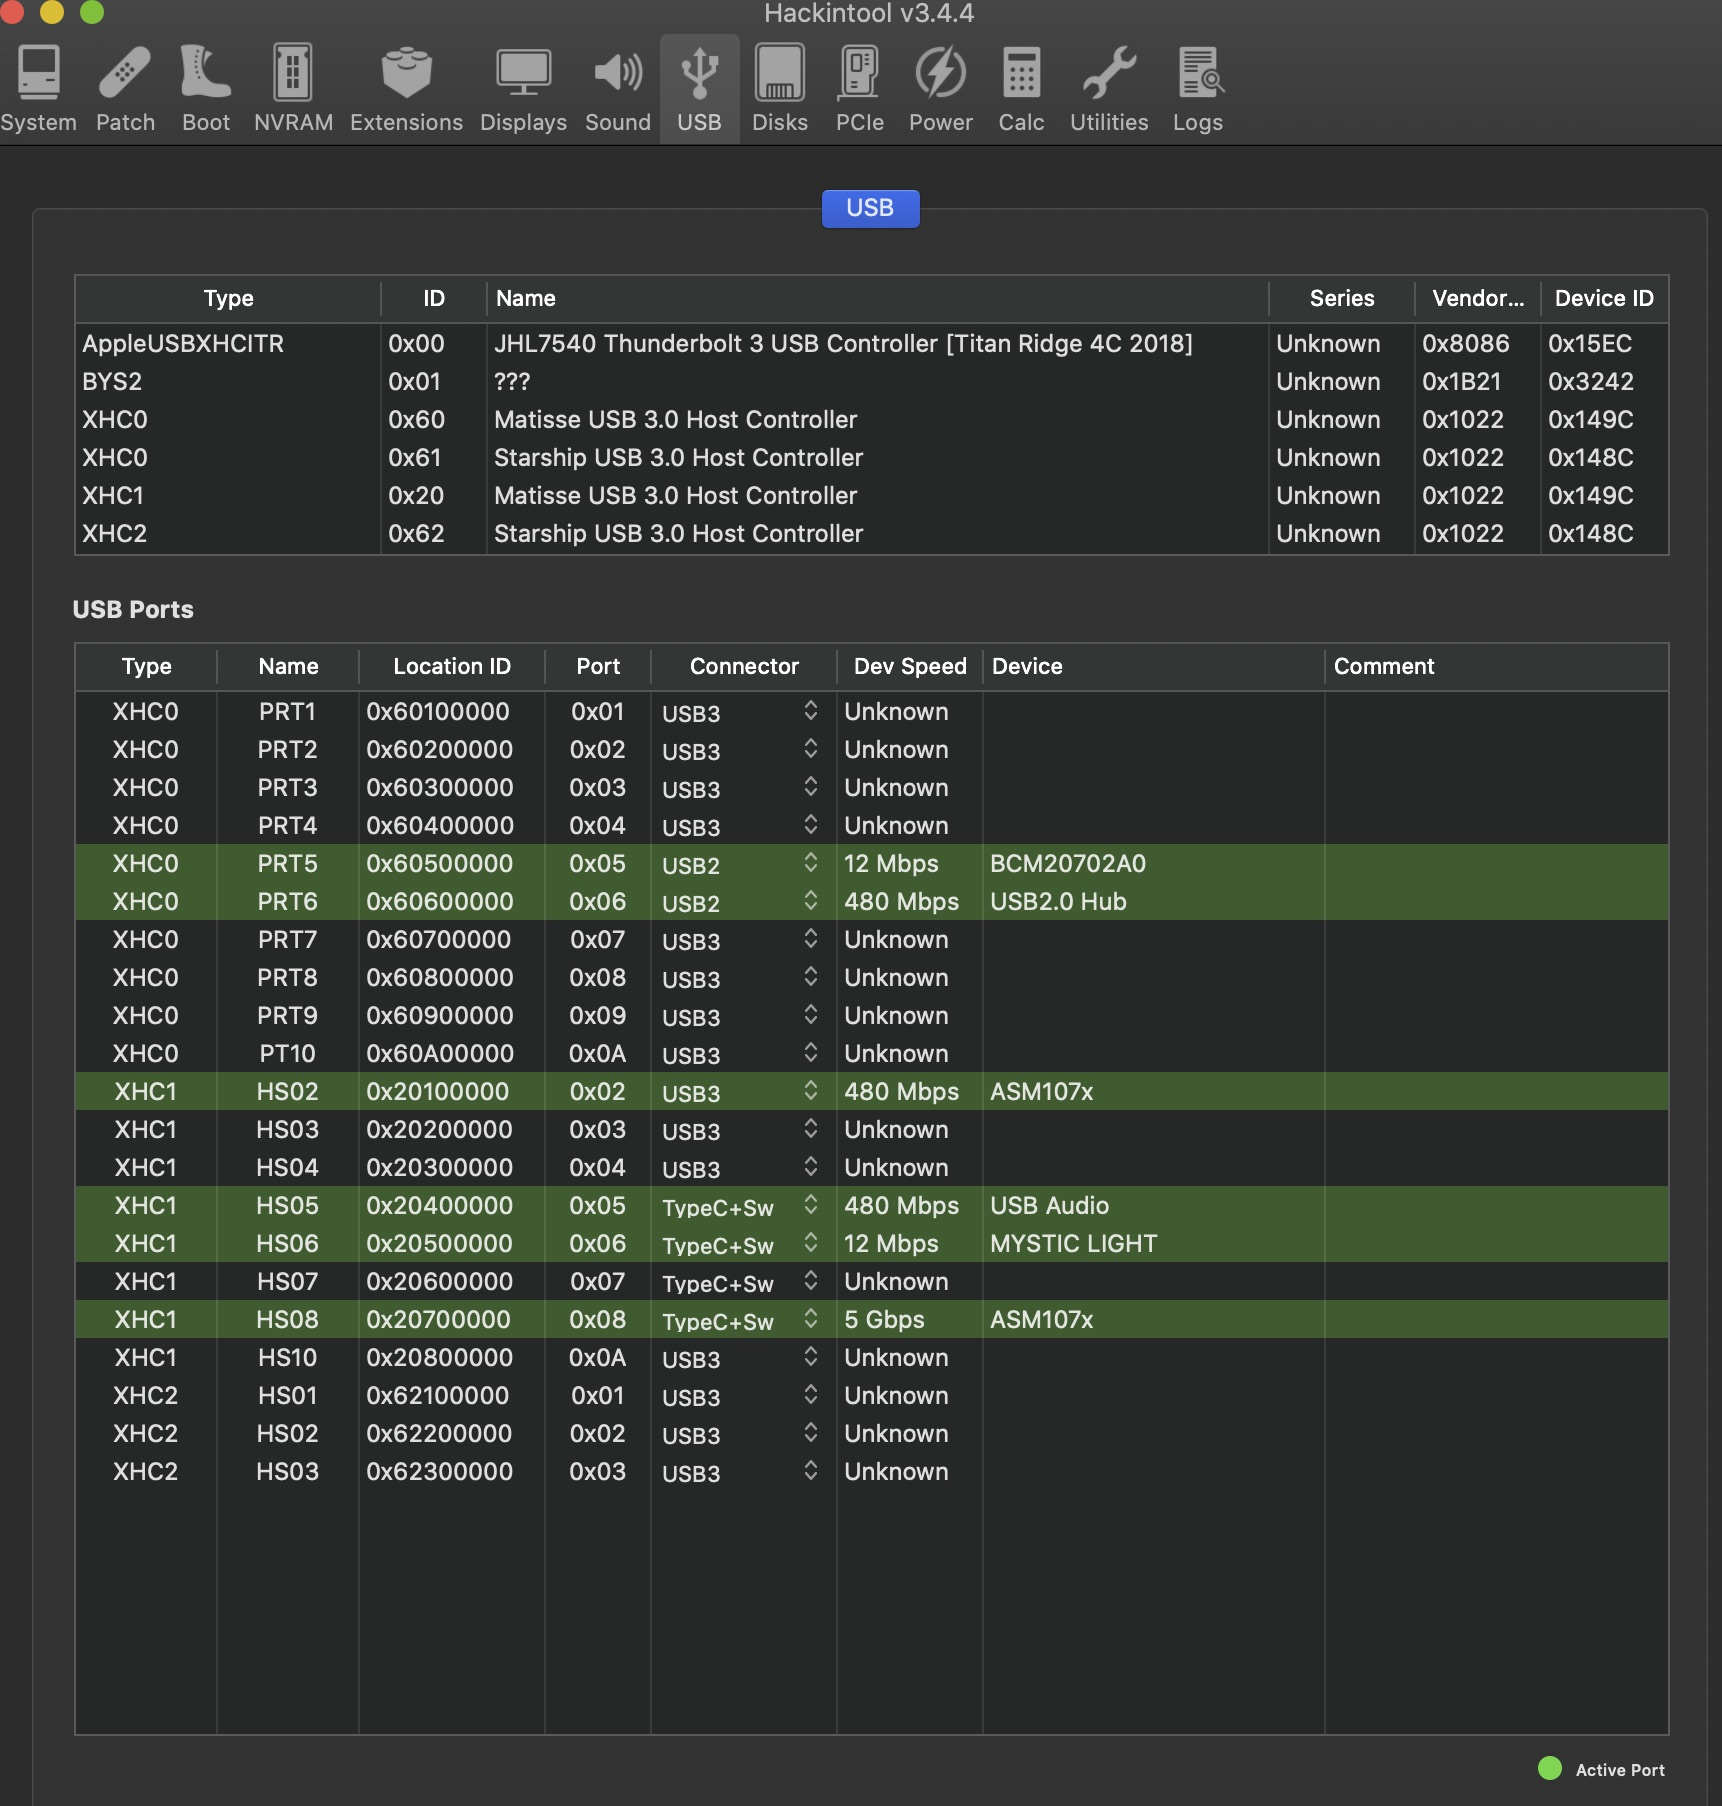 Hackintool v3.4.4
System Patch Boot NVRAM Extensions Displays Sound USB Disks PCIe Power Calc Utilities Logs
USB
Type ID Name Series Vendor... Device ID
AppleUSBXHCITR 0x00 JHL7540 Thunderbolt 3 USB Controller [Titan Ridge 4C 2018] Unknown 0x8086 0x15EC
BYS2 0x01 ??? Unknown 0x1B21 0x3242
XHC0 0x60 Matisse USB 3.0 Host Controller Unknown 0x1022 0x149C
XHC0 0x61 Starship USB 3.0 Host Controller Unknown 0x1022 0x148C
XHC1 0x20 Matisse USB 3.0 Host Controller Unknown 0x1022 0x149C
XHC2 0x62 Starship USB 3.0 Host Controller Unknown 0x1022 0x148C
USB Ports
Type Name Location ID Port Connector Dev Speed Device Comment
XHC0 PRT1 0x60100000 0x01 USB3 Unknown
XHC0 PRT2 0x60200000 0x02 USB3 Unknown
XHC0 PRT3 0x60300000 0x03 USB3 Unknown
XHC0 PRT4 0x60400000 0x04 USB3 Unknown
XHC0 PRT5 0x60500000 0x05 USB2 12 Mbps BCM20702A0
XHC0 PRT6 0x60600000 0x06 USB2 480 Mbps USB2.0 Hub
XHC0 PRT7 0x60700000 0x07 USB3 Unknown
XHC0 PRT8 0x60800000 0x08 USB3 Unknown
XHC0 PRT9 0x60900000 0x09 USB3 Unknown
XHC0 PT10 0x60A00000 0x0A USB3 Unknown
XHC1 HS02 0x20100000 0x02 USB3 480 Mbps ASM107x
XHC1 HS03 0x20200000 0x03 USB3 Unknown
XHC1 HS04 0x20300000 0x04 USB3 Unknown
XHC1 HS05 0x20400000 0x05 TypeC+Sw 480 Mbps USB Audio
XHC1 HS06 0x20500000 0x06 TypeC+Sw 12 Mbps MYSTIC LIGHT
XHC1 HS07 0x20600000 0x07 TypeC+Sw Unknown
XHC1 HS08 0x20700000 0x08 TypeC+Sw 5 Gbps ASM107x
XHC1 HS10 0x20800000 0x0A USB3 Unknown
XHC2 HS01 0x62100000 0x01 USB3 Unknown
XHC2 HS02 0x62200000 0x02 USB3 Unknown
XHC2 HS03 0x62300000 0x03 USB3 Unknown
Active Port